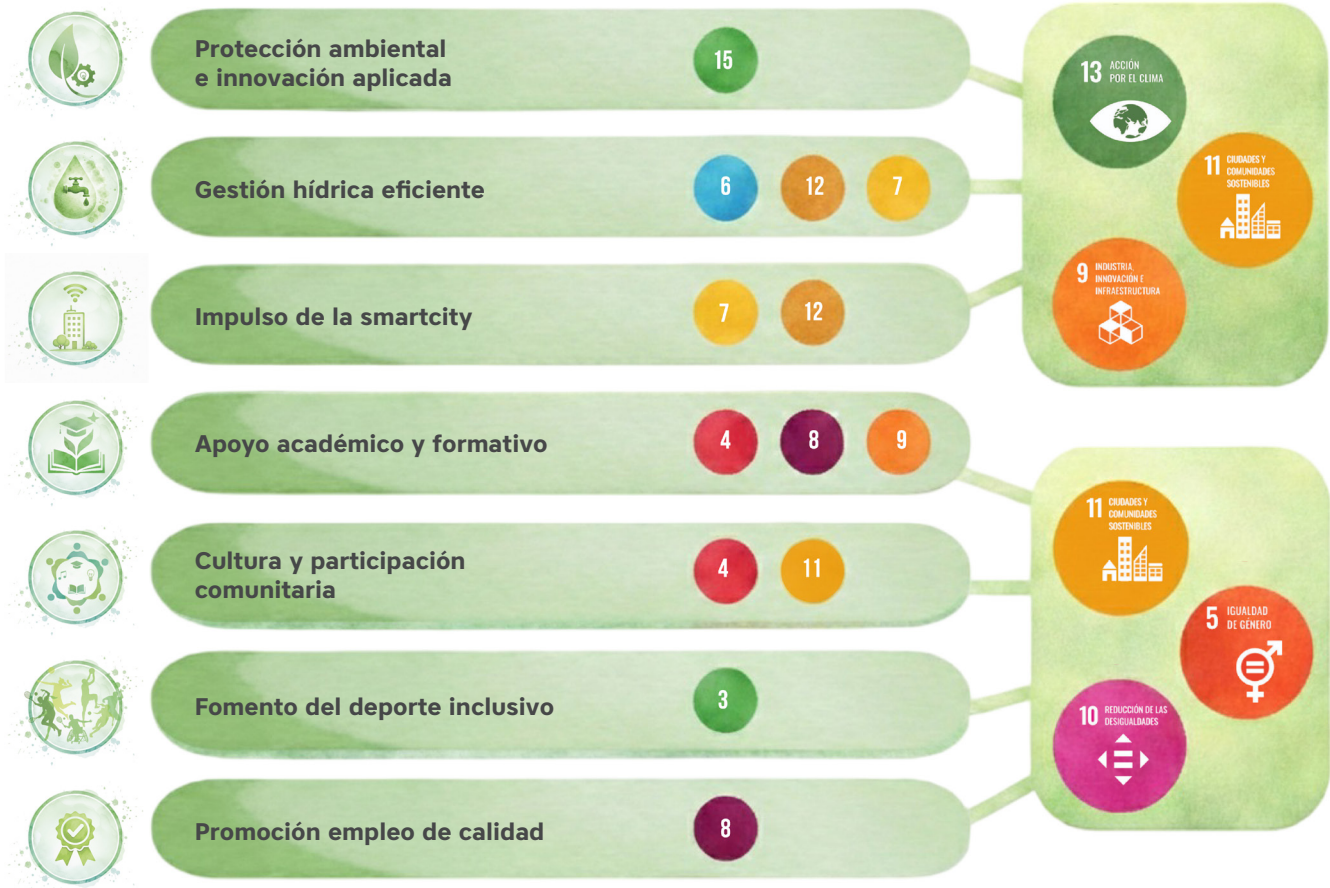 Protección ambiental
e innovación aplicada
15
Gestión hídrica eficiente
6 12 7
Impulso de la smartcity
7 12
13 ACCIÓN
POR EL CLIMA
11 CIUDADES Y
COMUNIDADES
SOSTENIBLES
9 INDUSTRIA,
INNOVACIÓN E
INFRAESTRUCTURA
Apoyo académico y formativo
4 8 9
Cultura y participación
comunitaria
4 11
Fomento del deporte inclusivo
3
Promoción empleo de calidad
8
11 CIUDADES Y
COMUNIDADES
SOSTENIBLES
5 IGUALDAD
DE GÉNERO
10 REDUCCIÓN DE LAS
DESIGUALDADES